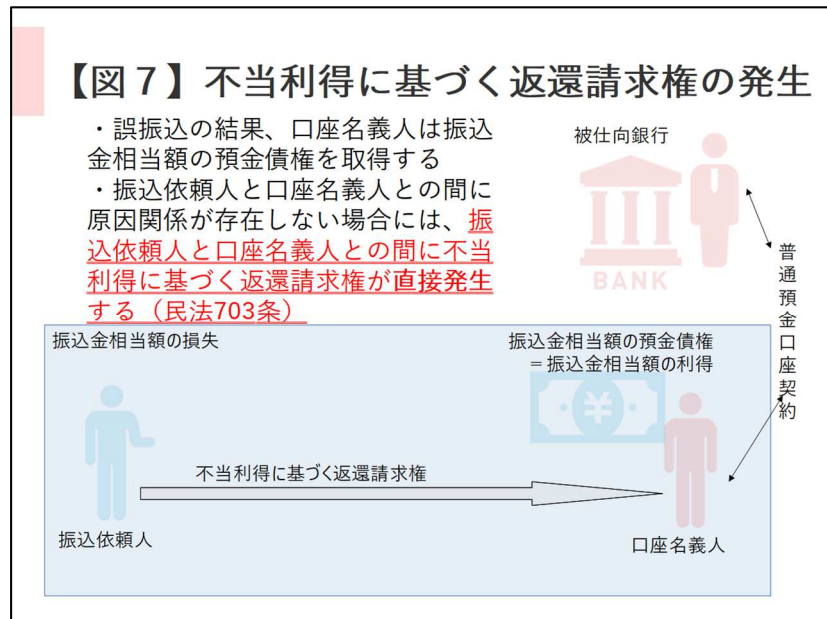 【図７】不当利得に基づく返還請求権の発生
・誤振込の結果、口座名義人は振込
金相当額の預金債権を取得する
・振込依頼人と口座名義人との間に
原因関係が存在しない場合には、振
込依頼人と口座名義人との間に不当
利得に基づく返還請求権が直接発生
する（民法703条）
被仕向銀行
BANK
普通預金口座契約
振込金相当額の損失
振込金相当額の預金債権
＝振込金相当額の利得
¥
不当利得に基づく返還請求権
振込依頼人
口座名義人